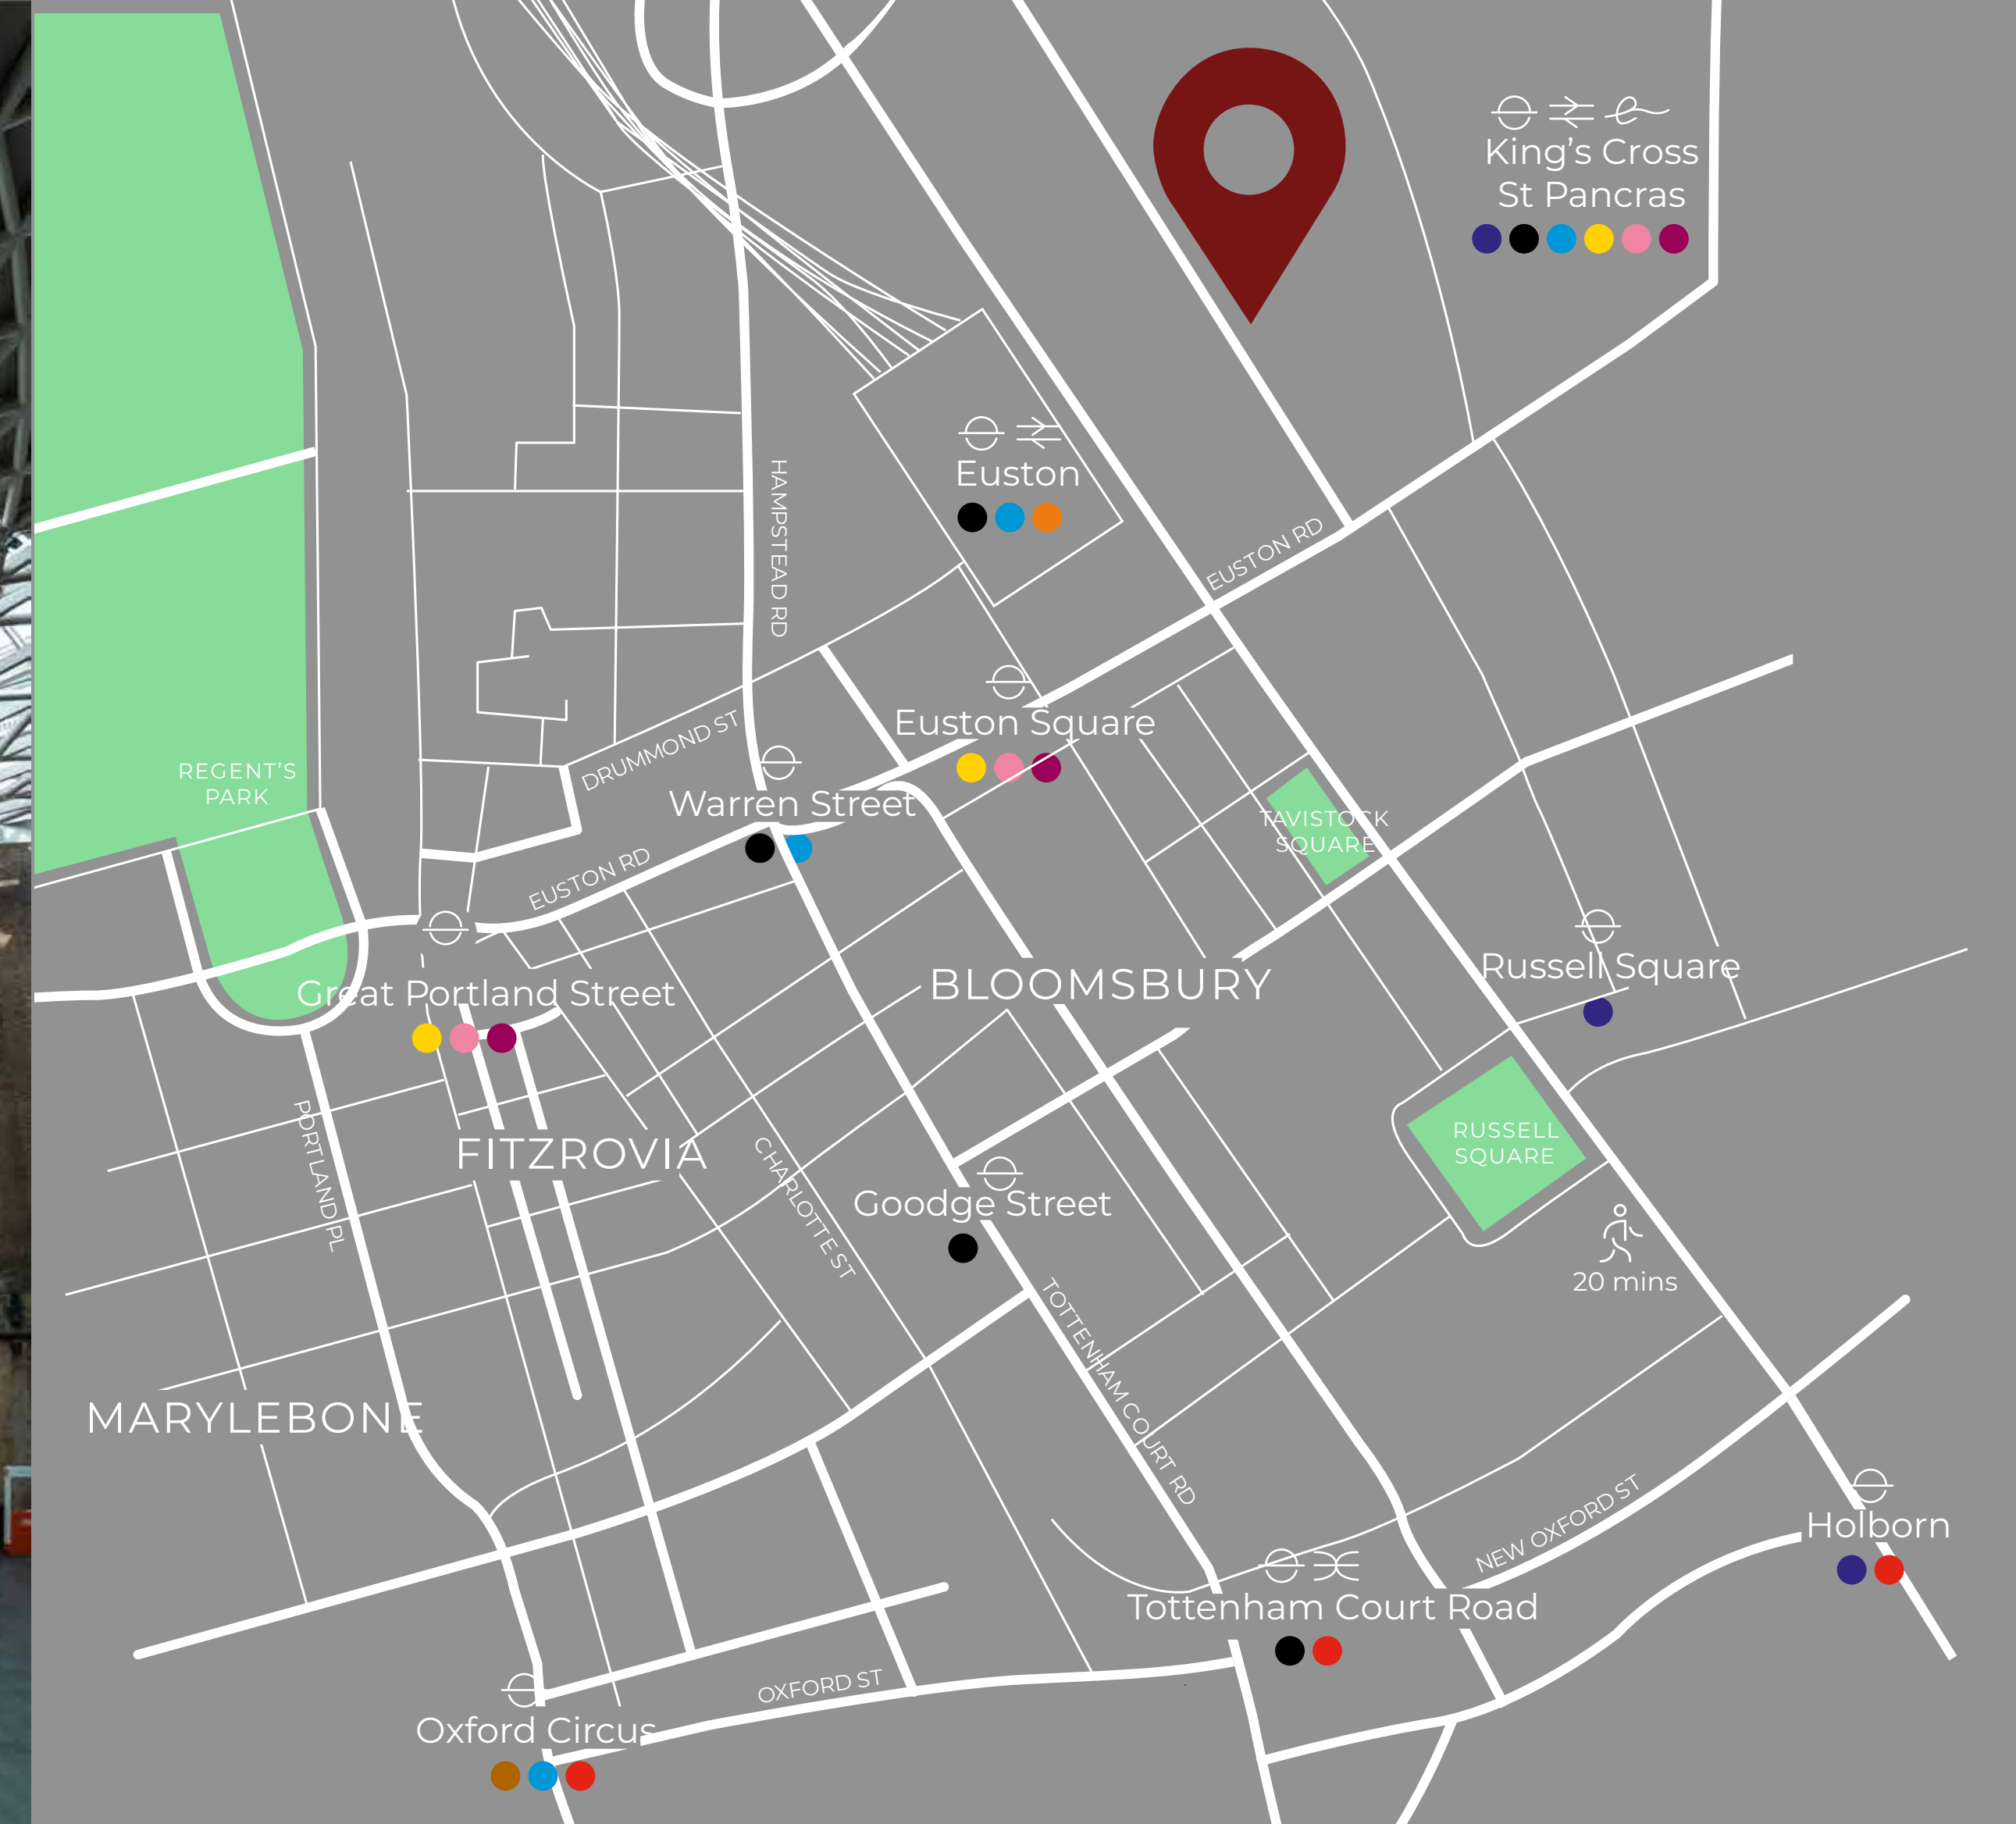 King's Cross
St Pancras
Euston
HAMPSTEAD RD
EUSTON RD
Euston Square
DRUMMOND ST
REGENT'S
PARK
Warren Street
TAVISTOCK
SQUARE
EUSTON RD
Russell Square
BLOOMSBURY
Great Portland Street
PORTLAND PL
FITZROVIA
CHARLOTTE ST
RUSSELL
SQUARE
Goodge Street
20 mins
TOTTENHAM COURT RD
MARYLEBONE
NEW OXFORD ST
Holborn
Tottenham Court Road
OXFORD ST
Oxford Circus